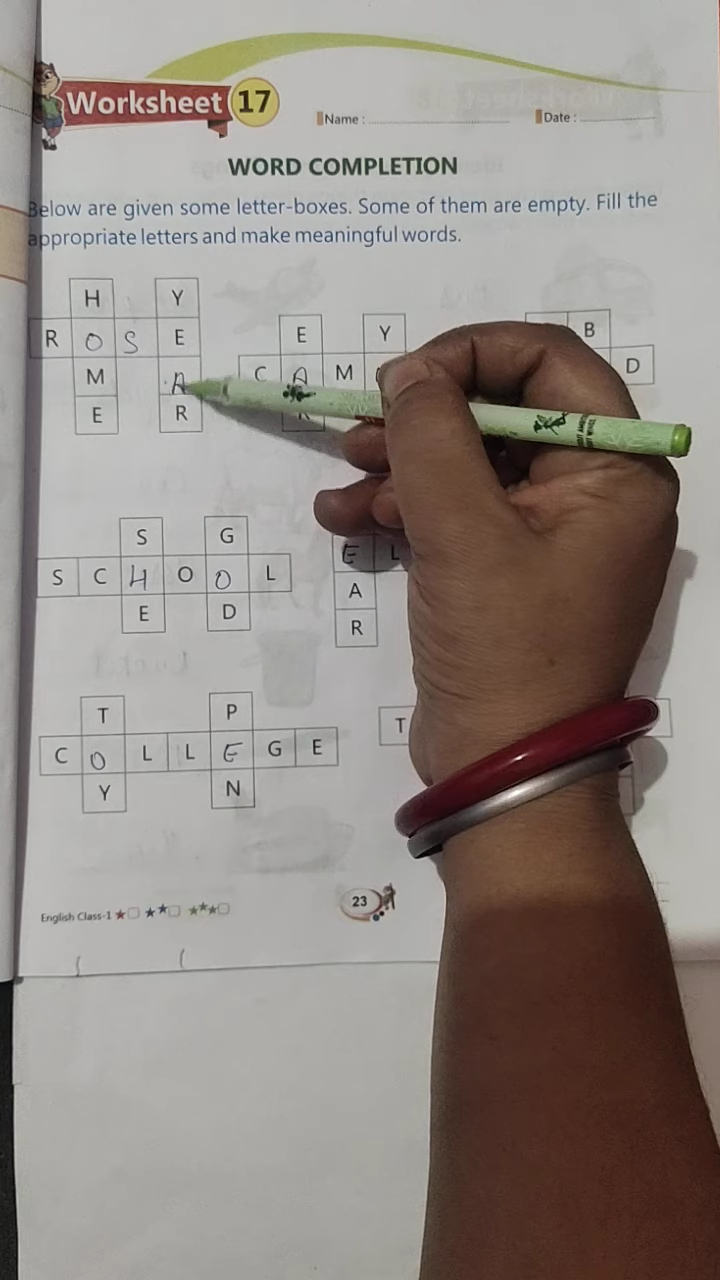 Worksheet 17
Name :
Date :
WORD COMPLETION
Below are given some letter-boxes. Some of them are empty. Fill the
appropriate letters and make meaningful words.
H Y
R O S E E Y B
M A C A M D
E R
S G
S C H O O L E L
E D A
R
T P
C O L L E G E T
Y N
English Class-1
23